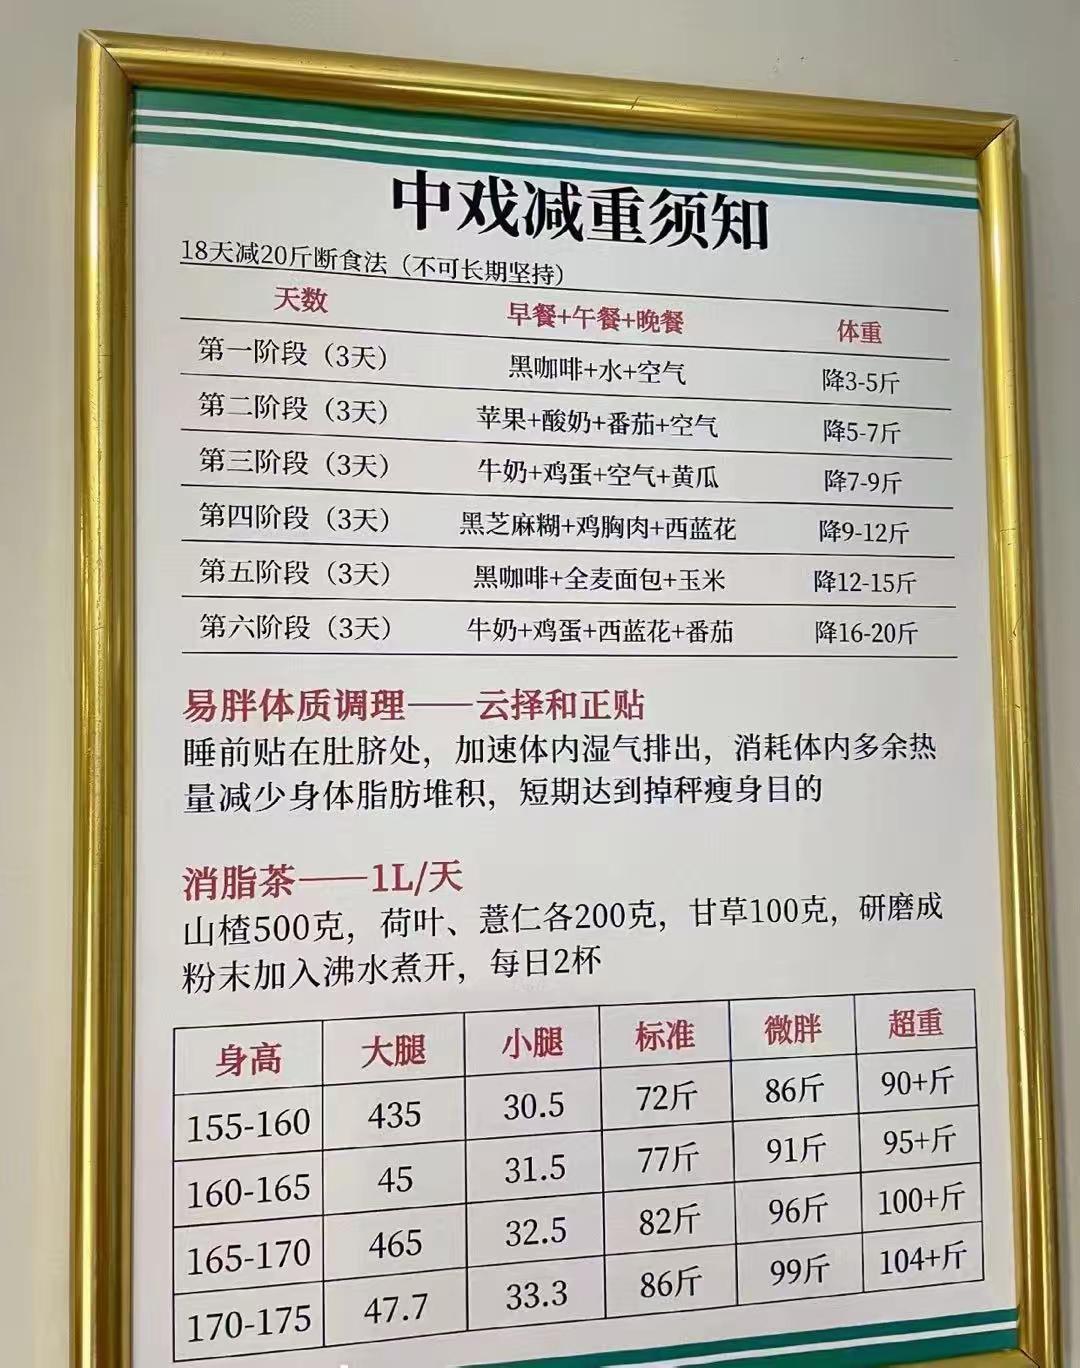 中戏减重须知
18天减20斤断食法（不可长期坚持）
天数 早餐+午餐+晚餐 体重
第一阶段（3天） 黑咖啡+水+空气 降3-5斤
第二阶段（3天） 苹果+酸奶+番茄+空气 降5-7斤
第三阶段（3天） 牛奶+鸡蛋+空气+黄瓜 降7-9斤
第四阶段（3天） 黑芝麻糊+鸡胸肉+西蓝花 降9-12斤
第五阶段（3天） 黑咖啡+全麦面包+玉米 降12-15斤
第六阶段（3天） 牛奶+鸡蛋+西蓝花+番茄 降16-20斤
易胖体质调理——云择和正贴
睡前贴在肚脐处，加速体内湿气排出，消耗体内多余热
量减少身体脂肪堆积，短期达到掉秤瘦身目的
消脂茶——1L/天
山楂500克，荷叶、薏仁各200克，甘草100克，研磨成
粉末加入沸水煮开，每日2杯
身高 大腿 小腿 标准 微胖 超重
155-160 435 30.5 72斤 86斤 90+斤
160-165 45 31.5 77斤 91斤 95+斤
165-170 465 32.5 82斤 96斤 100+斤
170-175 47.7 33.3 86斤 99斤 104+斤